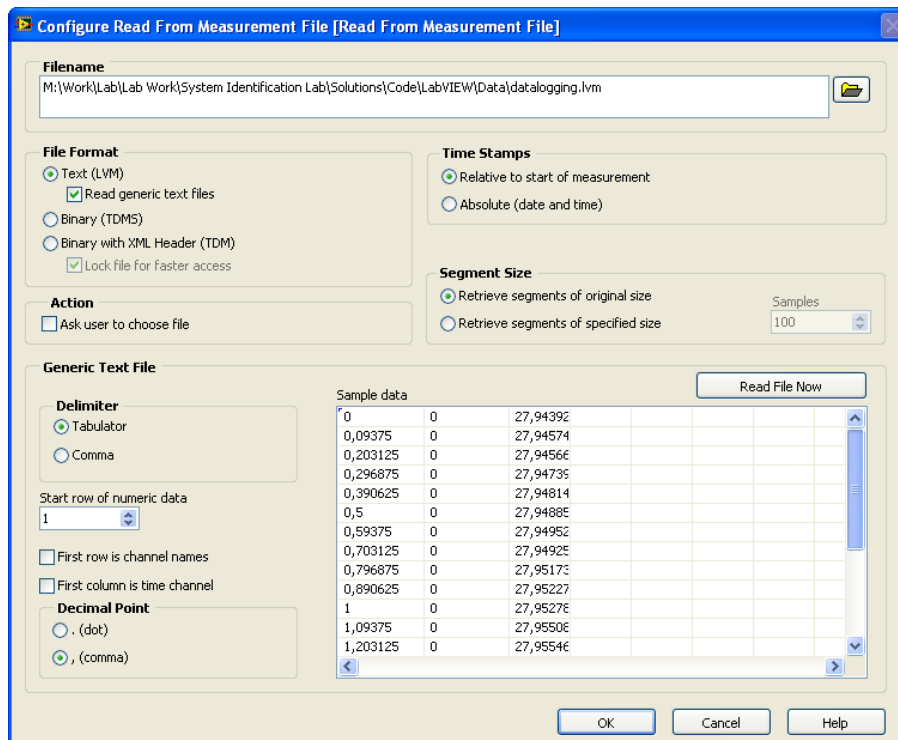 Configure Read From Measurement File [Read From Measurement File]
Filename
M:\Work\Lab\Lab Work\System Identification Lab\Solutions\Code\LabVIEW\Data\datalogging.lvm
File Format
Text (LVM)
Read generic text files
Binary (TDMS)
Binary with XML Header (TDM)
Lock file for faster access
Time Stamps
Relative to start of measurement
Absolute (date and time)
Action
Ask user to choose file
Segment Size
Retrieve segments of original size
Retrieve segments of specified size
Samples
100
Generic Text File
Delimiter
Tabulator
Comma
Start row of numeric data
1
First row is channel names
First column is time channel
Decimal Point
. (dot)
, (comma)
Sample data
Read File Now
0 0 27,94392
0,09375 0 27,94574
0,203125 0 27,94566
0,296875 0 27,94739
0,390625 0 27,94814
0,5 0 27,94885
0,59375 0 27,94952
0,703125 0 27,94925
0,796875 0 27,95173
0,890625 0 27,95227
1 0 27,95278
1,09375 0 27,95508
1,203125 0 27,95546
OK Cancel Help